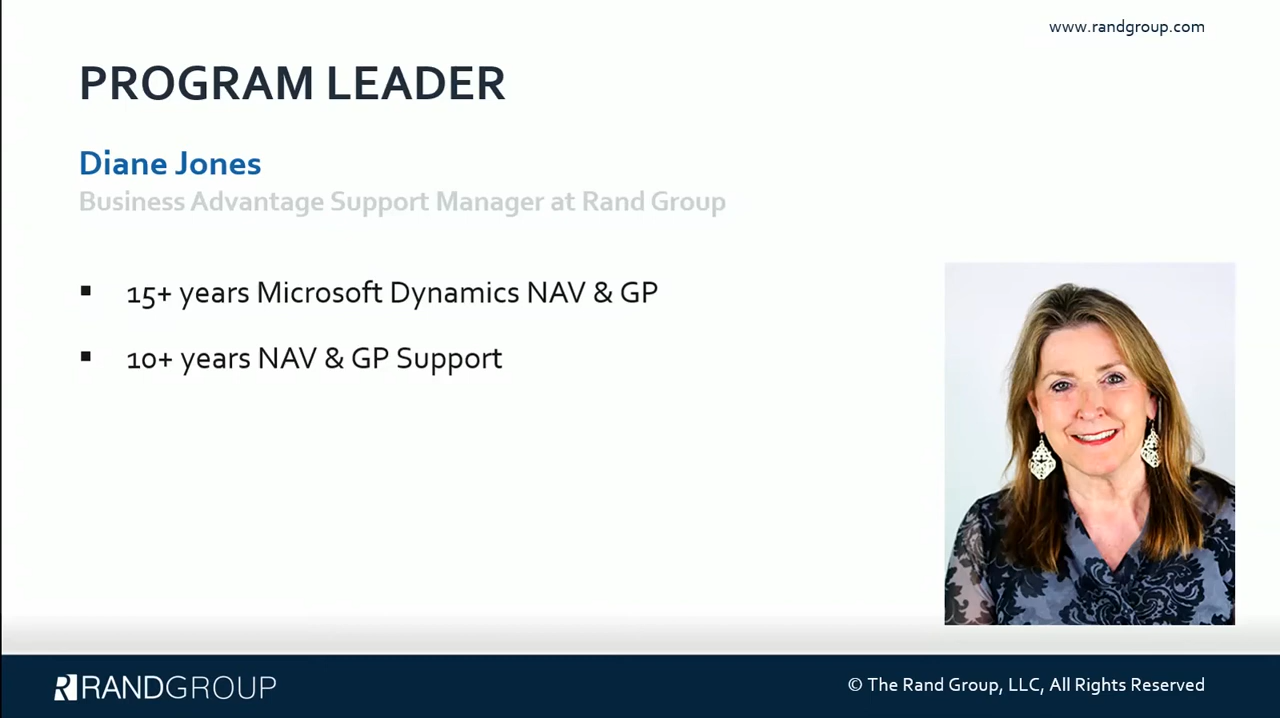 www.randgroup.com
PROGRAM LEADER
Diane Jones
Business Advantage Support Manager at Rand Group
▪ 15+ years Microsoft Dynamics NAV & GP
▪ 10+ years NAV & GP Support
RANDGROUP
© The Rand Group, LLC, All Rights Reserved